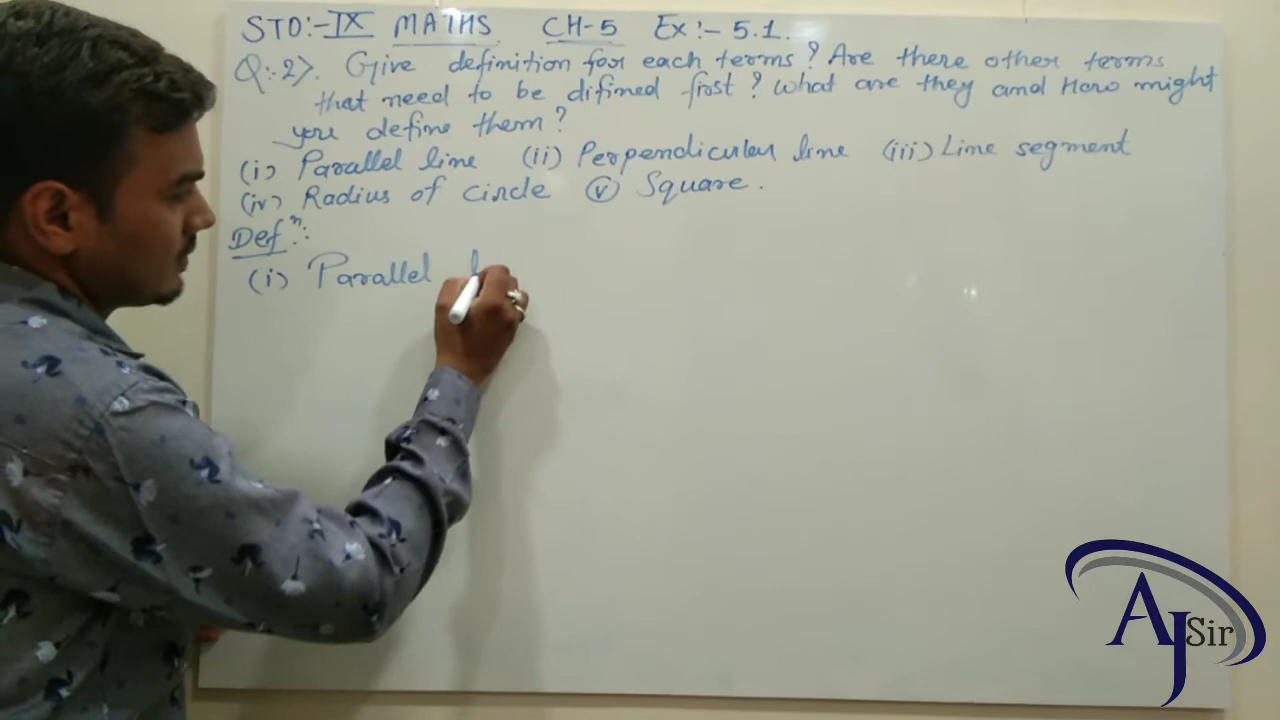 STD:- IX MATHS CH-5 Ex:- 5.1.
Q:-2>. Give definition for each terms? Are there other terms
that need to be difined first? What are they and How might
you define them?
(i) Parallel line (ii) Perpendicular line (iii) Line segment
(iv) Radius of circle (v) Square.
Defⁿ:
(i) Parallel l
AJ Sir